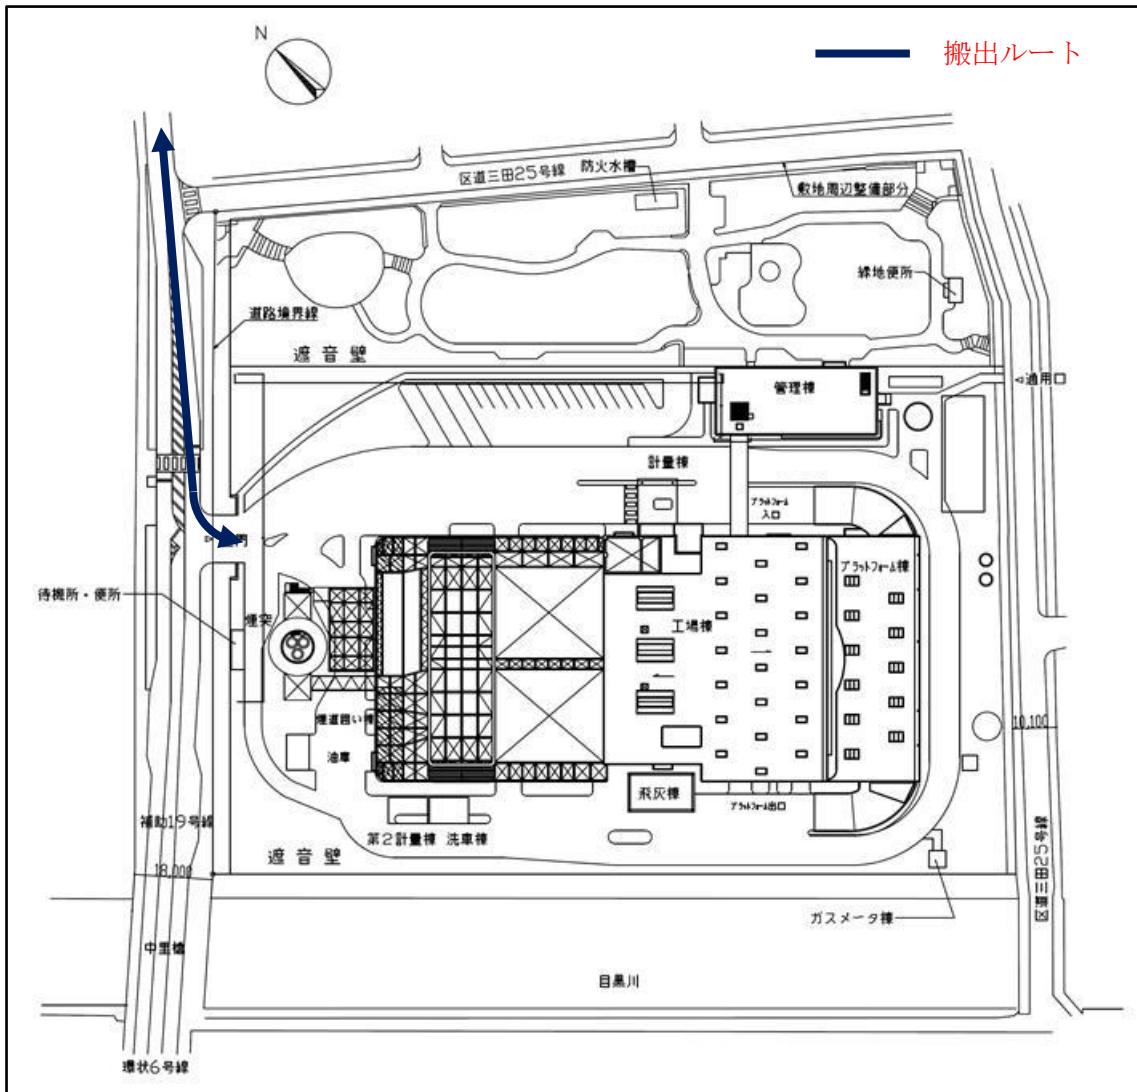 N
搬出ルート
区道三田25号線
防火水槽
敷地周辺整備部分
緑地便所
道路境界線
遮音壁
管理棟
通用
計量棟
プラットフォーム
入口
プラットフォーム棟
待機所・便所
煙突
工場棟
煙道囲い棟
油庫
10,100
飛灰棟
プラットフォーム出口
補助19号線
第2計量棟 洗車棟
遮音壁
18,000
区道三田25号線
ガスメータ棟
中里橋
目黒川
環状6号線